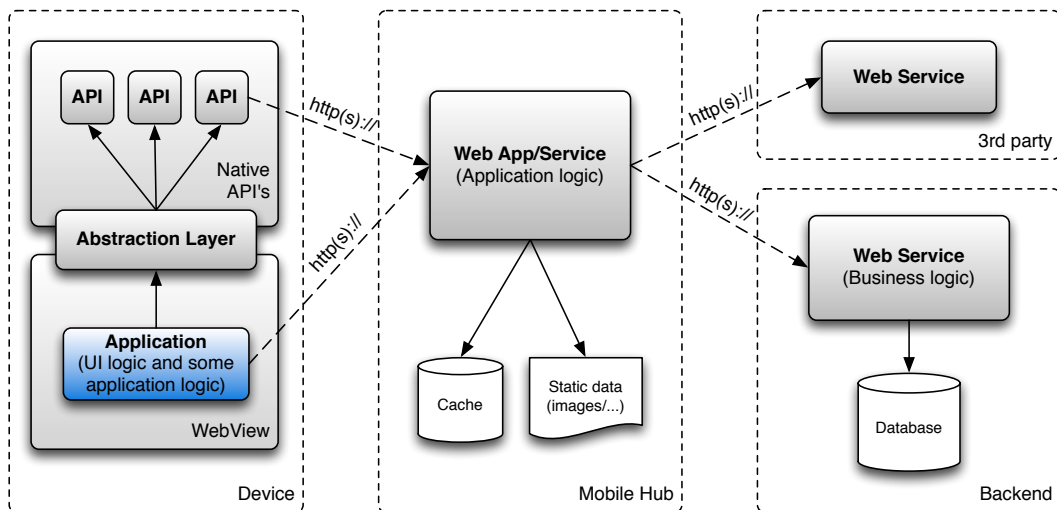 API
API
API
Native
API's
Abstraction Layer
Application
(UI logic and some
application logic)
WebView
Device
http(s)://
http(s)://
Web App/Service
(Application logic)
Cache
Static data
(images/...)
Mobile Hub
http(s)://
http(s)://
Web Service
3rd party
Web Service
(Business logic)
Database
Backend